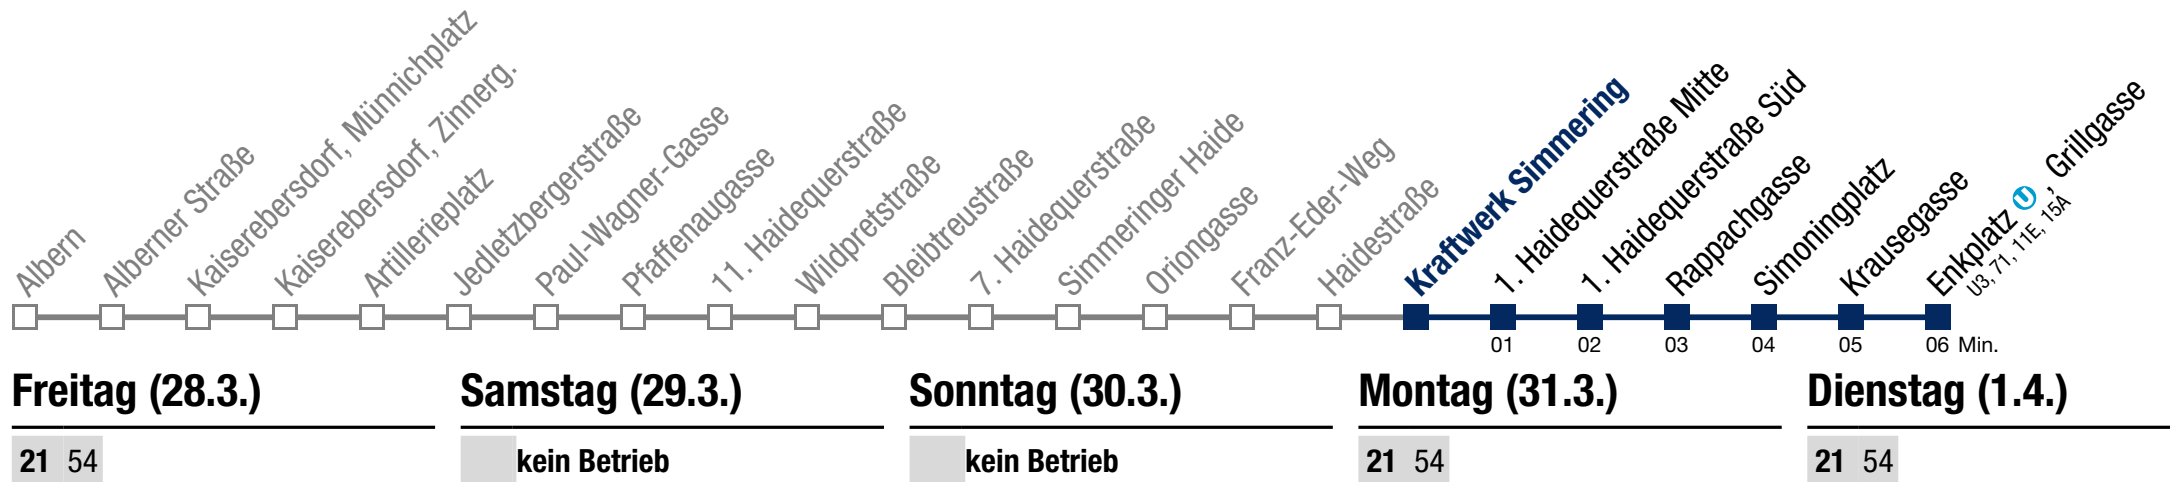 Albern
Alberner Straße
Kaiserebersdorf, Münnichplatz
Kaiserebersdorf, Zinnerg.
Artillerieplatz
Jedletzbergerstraße
Paul-Wagner-Gasse
Pfaffenaugasse
11. Haidequerstraße
Wildpretstraße
Bleibtreustraße
7. Haidequerstraße
Simmeringer Haide
Oriongasse
Franz-Eder-Weg
Haidestraße
Kraftwerk Simmering
1. Haidequerstraße Mitte
1. Haidequerstraße Süd
Rappachgasse
Simoningplatz
Krausegasse
Enkplatz U, Grillgasse
U3, 71, 11E, 15A
01 02 03 04 05 06 Min.
Freitag (28.3.) Samstag (29.3.) Sonntag (30.3.) Montag (31.3.) Dienstag (1.4.)
21 54 kein Betrieb kein Betrieb 21 54 21 54